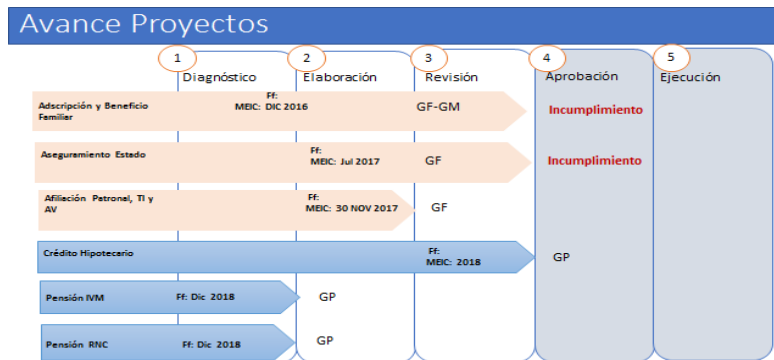 Avance Proyectos
1
2
3
4
5
Diagnóstico
Elaboración
Revisión
Aprobación
Ejecución
Adscripción y Beneficio
Familiar
Ff:
MEIC: DIC 2016
GF-GM
Incumplimiento
Aseguramiento Estado
Ff:
MEIC: Jul 2017
GF
Incumplimiento
Afiliación Patronal, TI y
AV
Ff:
MEIC: 30 NOV 2017
GF
Crédito Hipotecario
Ff:
MEIC: 2018
GP
Pensión IVM
Ff: Dic 2018
GP
Pensión RNC
Ff: Dic 2018
GP